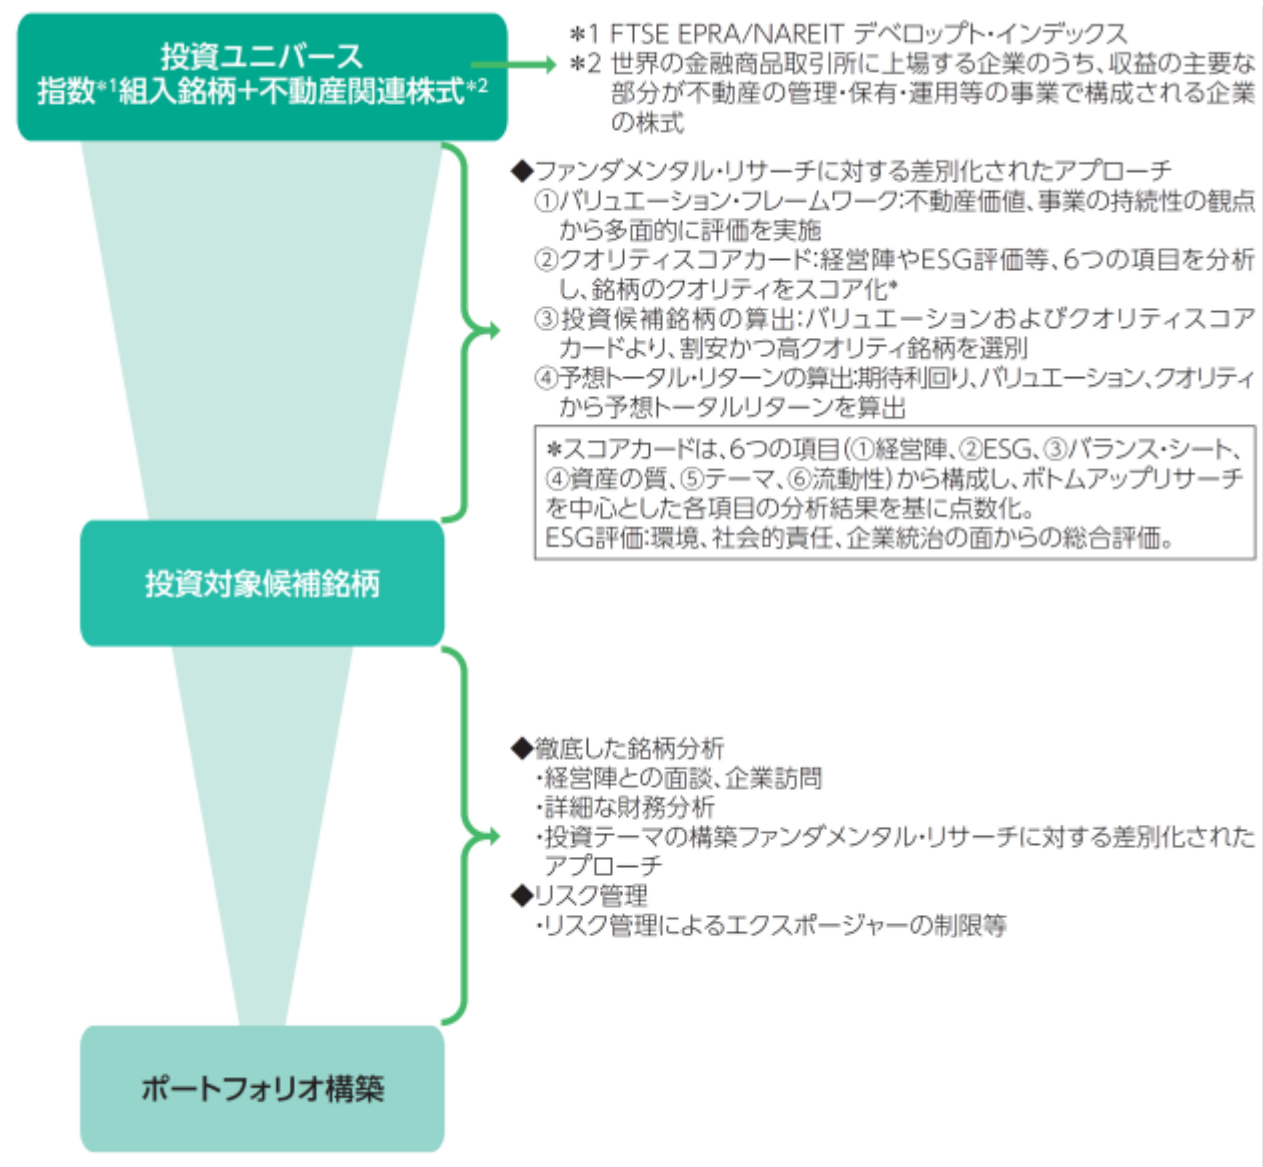 投資ユニバース
指数*1組入銘柄+不動産関連株式*2
*1 FTSE EPRA/NAREIT デベロップト・インデックス
*2 世界の金融商品取引所に上場する企業のうち、収益の主要な
部分が不動産の管理・保有・運用等の事業で構成される企業
の株式
◆ファンダメンタル・リサーチに対する差別化されたアプローチ
①バリュエーション・フレームワーク:不動産価値、事業の持続性の観点
から多面的に評価を実施
②クオリティスコアカード:経営陣やESG評価等、6つの項目を分析
し、銘柄のクオリティをスコア化*
③投資候補銘柄の算出:バリュエーションおよびクオリティスコア
カードより、割安かつ高クオリティ銘柄を選別
④予想トータル・リターンの算出:期待利回り、バリュエーション、クオリティ
から予想トータルリターンを算出
*スコアカードは、6つの項目(①経営陣、②ESG、③バランス・シート、
④資産の質、⑤テーマ、⑥流動性)から構成し、ボトムアップリサーチ
を中心とした各項目の分析結果を基に点数化。
ESG評価:環境、社会的責任、企業統治の面からの総合評価。
投資対象候補銘柄
◆徹底した銘柄分析
・経営陣との面談、企業訪問
・詳細な財務分析
・投資テーマの構築ファンダメンタル・リサーチに対する差別化された
アプローチ
◆リスク管理
・リスク管理によるエクスポージャーの制限等
ポートフォリオ構築